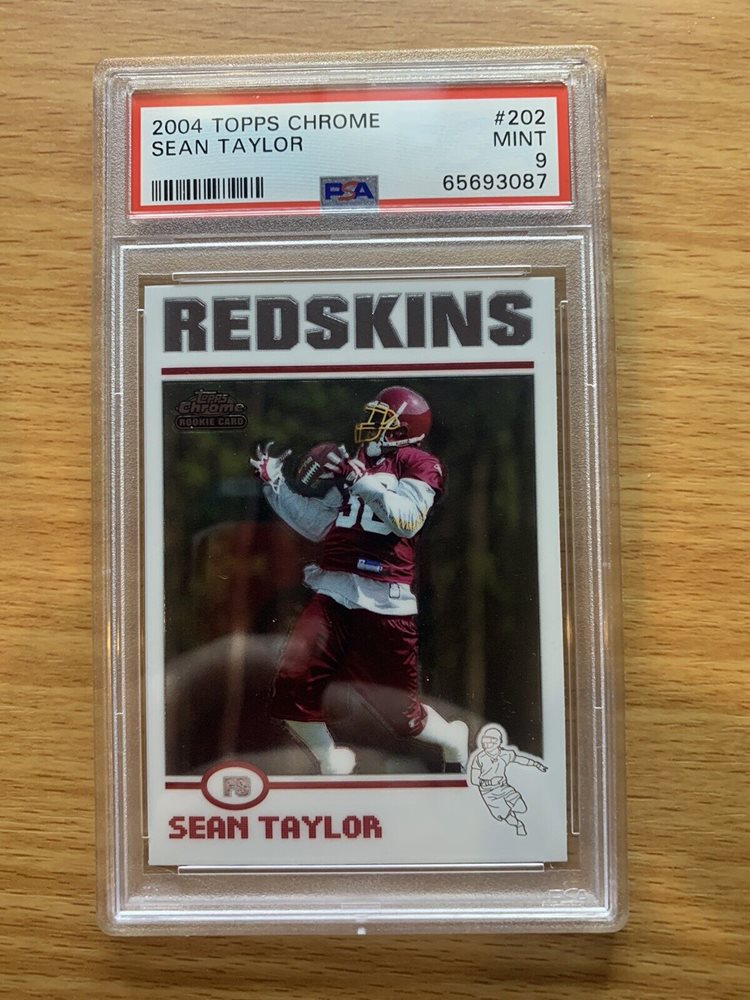 2004 TOPPS CHROME #202
SEAN TAYLOR MINT
9
PSA 65693087
REDSKINS
Topps
Chrome
ROOKIE CARD
FS
SEAN TAYLOR